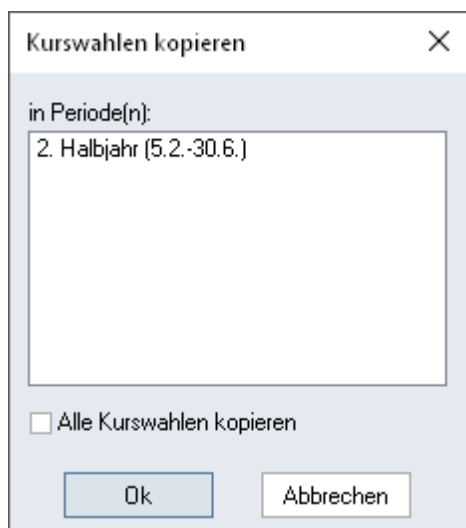 Kurswahlen kopieren
in Periode(n):
2. Halbjahr (5.2.-30.6.)
Alle Kurswahlen kopieren
Ok
Abbrechen